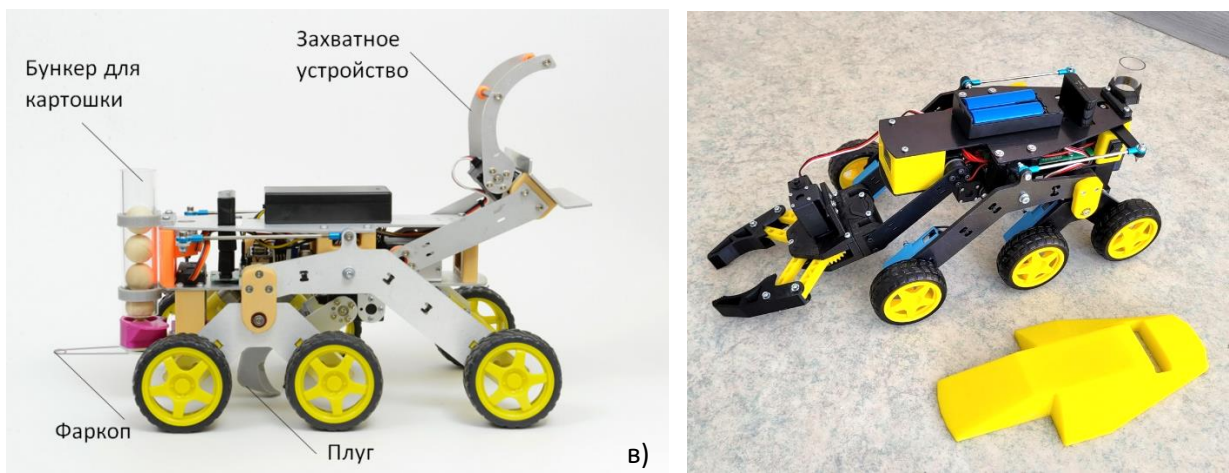 Захватное
устройство
Бункер для
картошки
Фаркоп
Плуг
в)